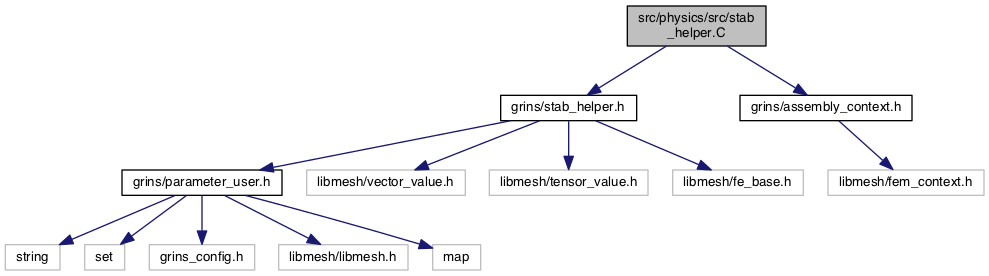 src/physics/src/stab
_helper.C
grins/stab_helper.h
grins/assembly_context.h
grins/parameter_user.h
libmesh/vector_value.h
libmesh/tensor_value.h
libmesh/fe_base.h
libmesh/fem_context.h
string
set
grins_config.h
libmesh/libmesh.h
map